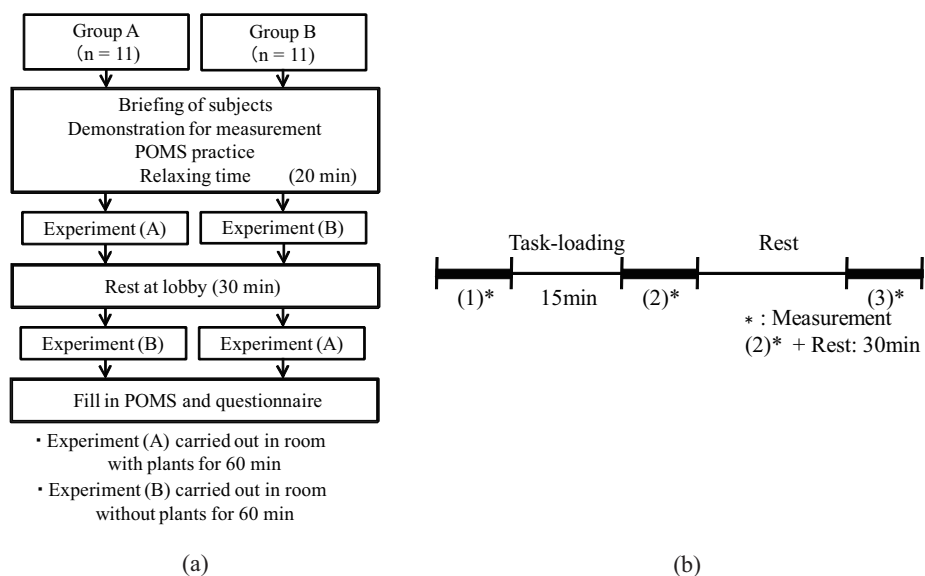 Group A
(n = 11)
Group B
(n = 11)
Briefing of subjects
Demonstration for measurement
POMS practice
Relaxing time (20 min)
Experiment (A)
Experiment (B)
Rest at lobby (30 min)
Experiment (B)
Experiment (A)
Fill in POMS and questionnaire
・Experiment (A) carried out in room
with plants for 60 min
・Experiment (B) carried out in room
without plants for 60 min
(a)
Task-loading
Rest
(1)*
15min
(2)*
(3)*
* : Measurement
(2)* + Rest: 30min
(b)